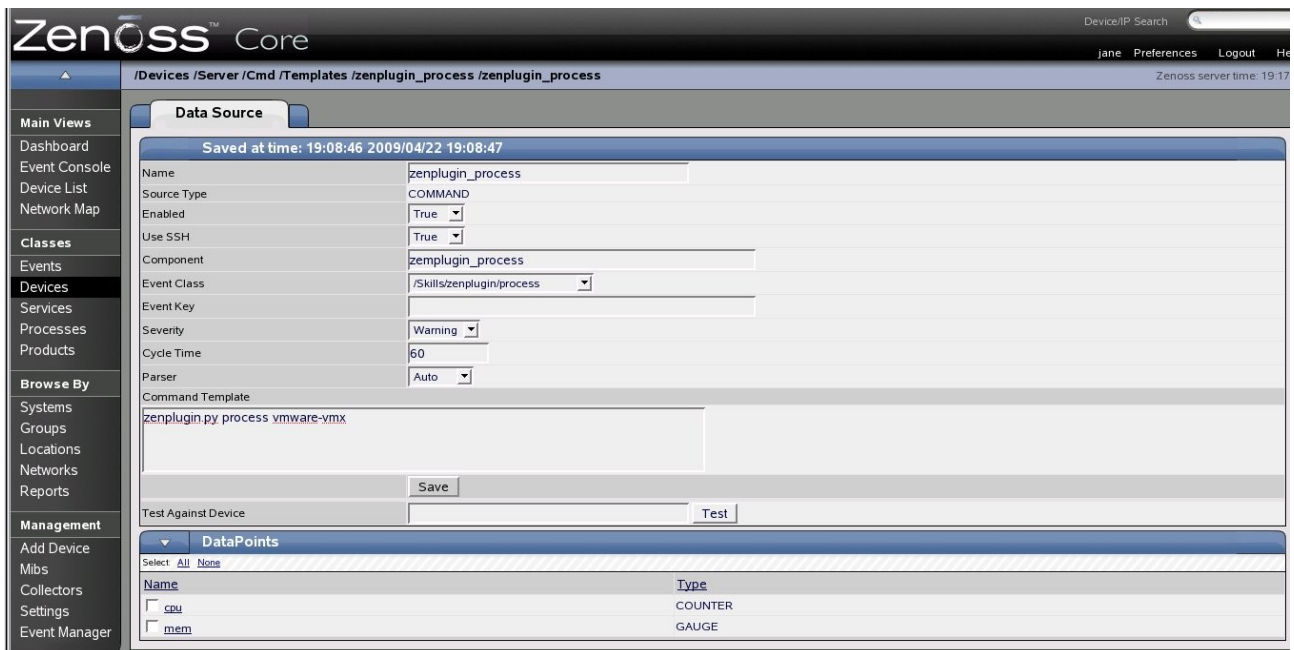 Zenoss™ Core
Device/IP Search
jane Preferences Logout He
/Devices /Server /Cmd /Templates /zenplugin_process /zenplugin_process
Zenoss server time: 19:17
Main Views
Dashboard
Event Console
Device List
Network Map
Classes
Events
Devices
Services
Processes
Products
Browse By
Systems
Groups
Locations
Networks
Reports
Management
Add Device
Mibs
Collectors
Settings
Event Manager
Data Source
Saved at time: 19:08:46 2009/04/22 19:08:47
Name zenplugin_process
Source Type COMMAND
Enabled True
Use SSH True
Component zemplugin_process
Event Class /Skills/zenplugin/process
Event Key
Severity Warning
Cycle Time 60
Parser Auto
Command Template
zenplugin.py process vmware-vmx
Save
Test Against Device Test
DataPoints
Select: All None
Name Type
cpu COUNTER
mem GAUGE